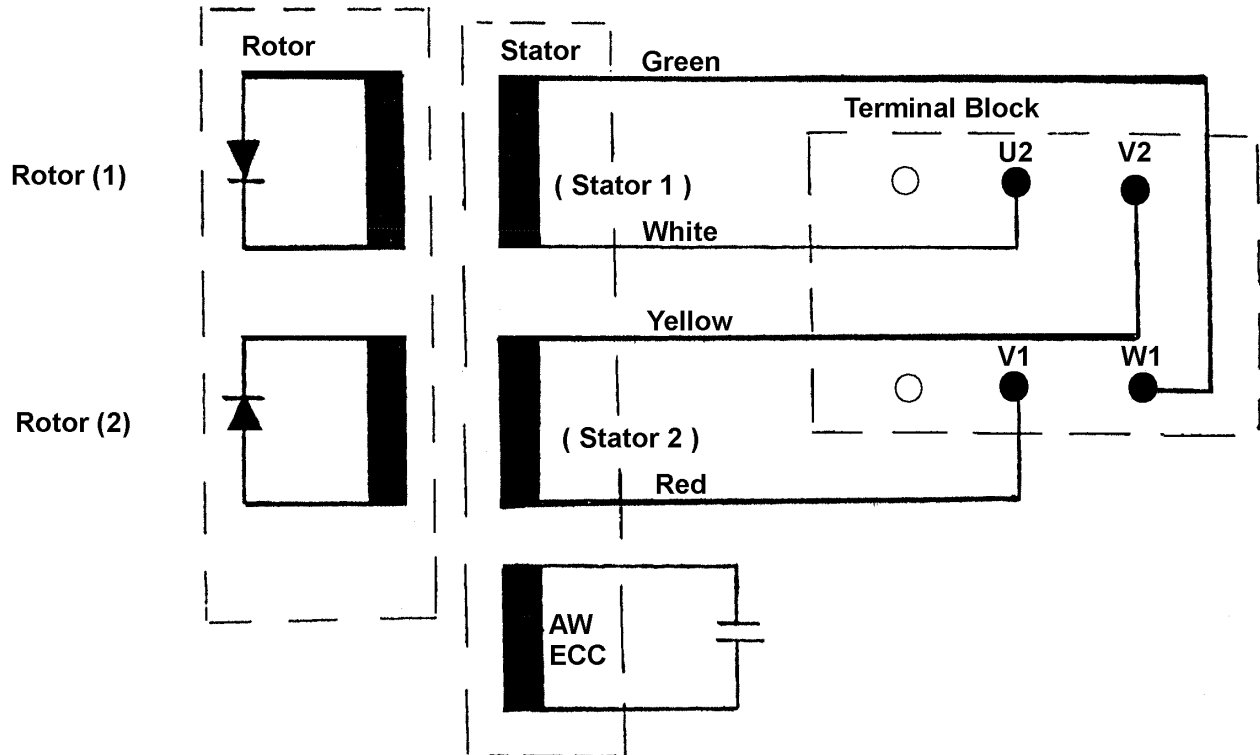 Rotor
Stator
Green
Terminal Block
U2
V2
Rotor (1)
( Stator 1 )
White
Yellow
V1
W1
Rotor (2)
( Stator 2 )
Red
AW
ECC